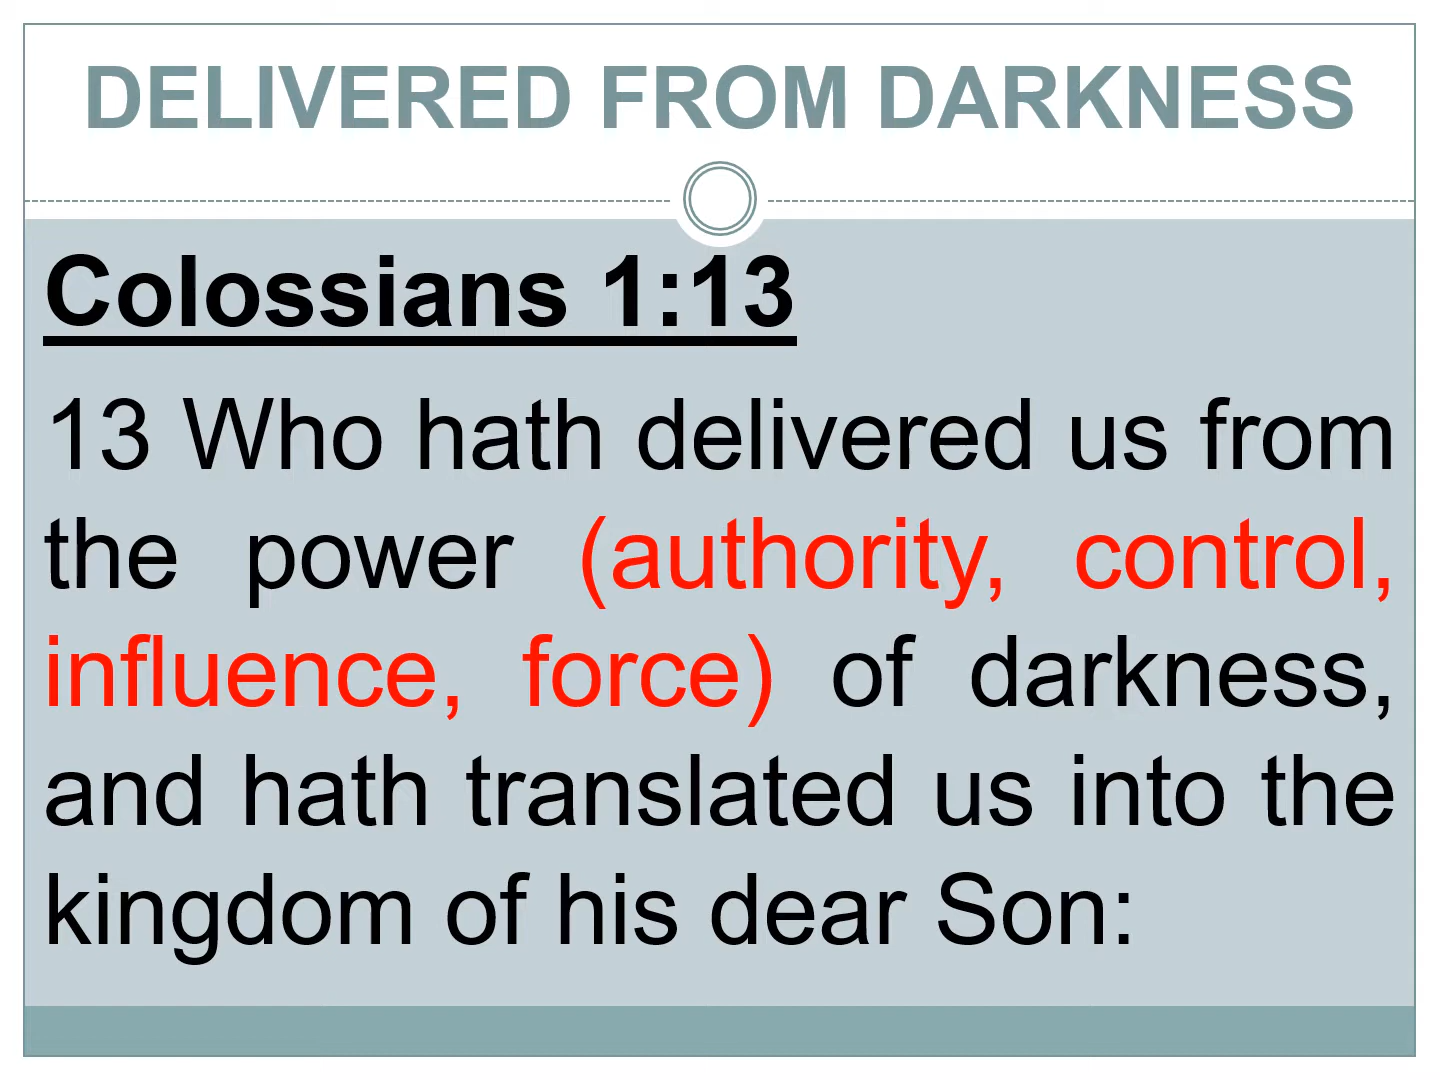 DELIVERED FROM DARKNESS
Colossians 1:13
13 Who hath delivered us from
the power (authority, control,
influence, force) of darkness,
and hath translated us into the
kingdom of his dear Son: